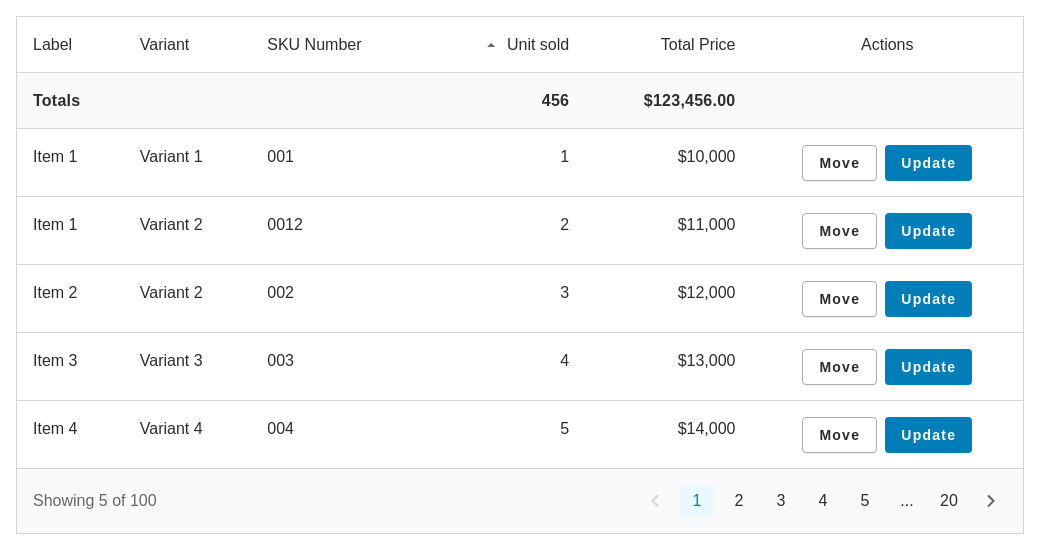 Label Variant SKU Number Unit sold Total Price Actions
Totals 456 $123,456.00
Item 1 Variant 1 001 1 $10,000 Move Update
Item 1 Variant 2 0012 2 $11,000 Move Update
Item 2 Variant 2 002 3 $12,000 Move Update
Item 3 Variant 3 003 4 $13,000 Move Update
Item 4 Variant 4 004 5 $14,000 Move Update
Showing 5 of 100 1 2 3 4 5 ... 20